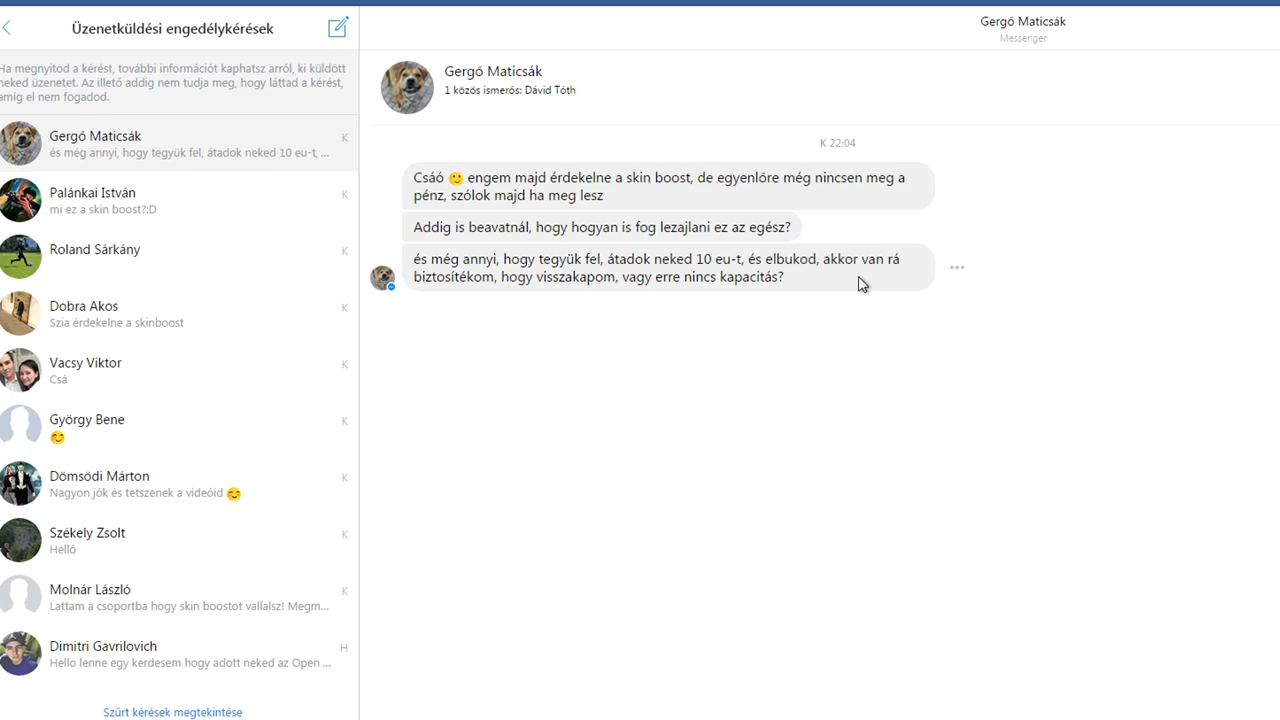 Üzenetküldési engedélykérések
Ha megnyitod a kérést, további információt kaphatsz arról, ki küldött
neked üzenetet. Az illető addig nem tudja meg, hogy láttad a kérést,
amíg el nem fogadod.
Gergő Maticsák K
és még annyi, hogy tegyük fel, átadok neked 10 eu-t, ...
Palánkai István K
mi ez a skin boost?:D
Roland Sárkány K
Dobra Akos K
Szia érdekelne a skinboost
Vacsy Viktor K
Csá
György Bene K
😊
Dömsödi Márton K
Nagyon jók és tetszenek a videóid 😊
Székely Zsolt K
Helló
Molnár László K
Lattam a csoportba hogy skin boostot vallalsz! Megm...
Dimitri Gavrilovich H
Hello lenne egy kerdesem hogy adott neked az Open ...
Szűrt kérések megtekintése
Gergő Maticsák
Messenger
Gergő Maticsák
1 közös ismerős: Dávid Tóth
K 22:04
Csáó 🙂 engem majd érdekelne a skin boost, de egyenlőre még nincsen meg a
pénz, szólok majd ha meg lesz
Addig is beavatnál, hogy hogyan is fog lezajlani ez az egész?
és még annyi, hogy tegyük fel, átadok neked 10 eu-t, és elbukod, akkor van rá
biztosítékom, hogy visszakapom, vagy erre nincs kapacitás?